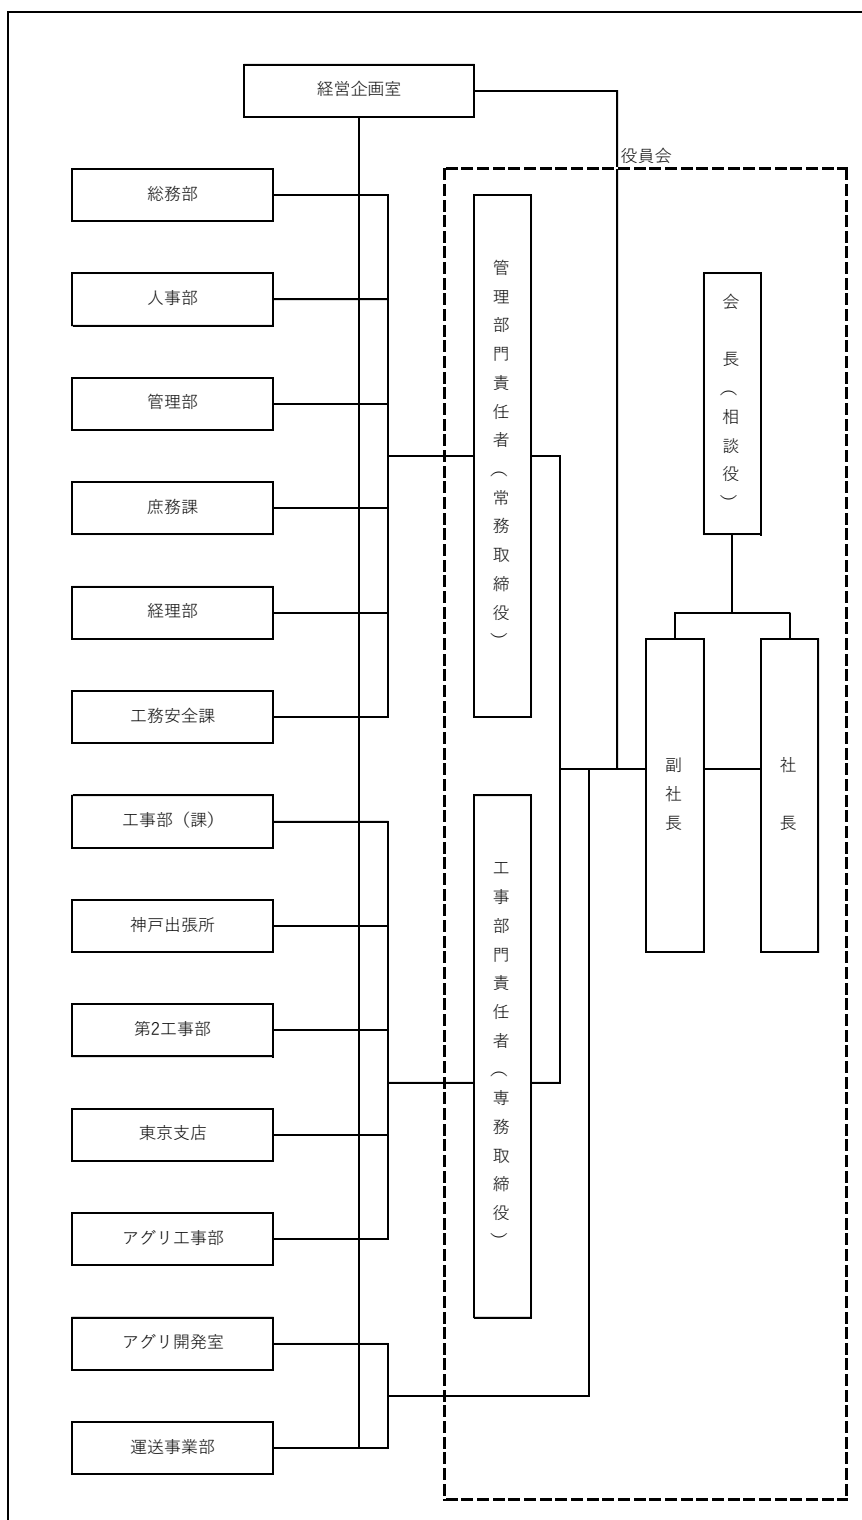 経営企画室
役員会
総務部
人事部
管理部
庶務課
経理部
工務安全課
工事部（課）
神戸出張所
第2工事部
東京支店
アグリ工事部
アグリ開発室
運送事業部
管理部門責任者（常務取締役）
工事部門責任者（専務取締役）
会長（相談役）
副社長
社長